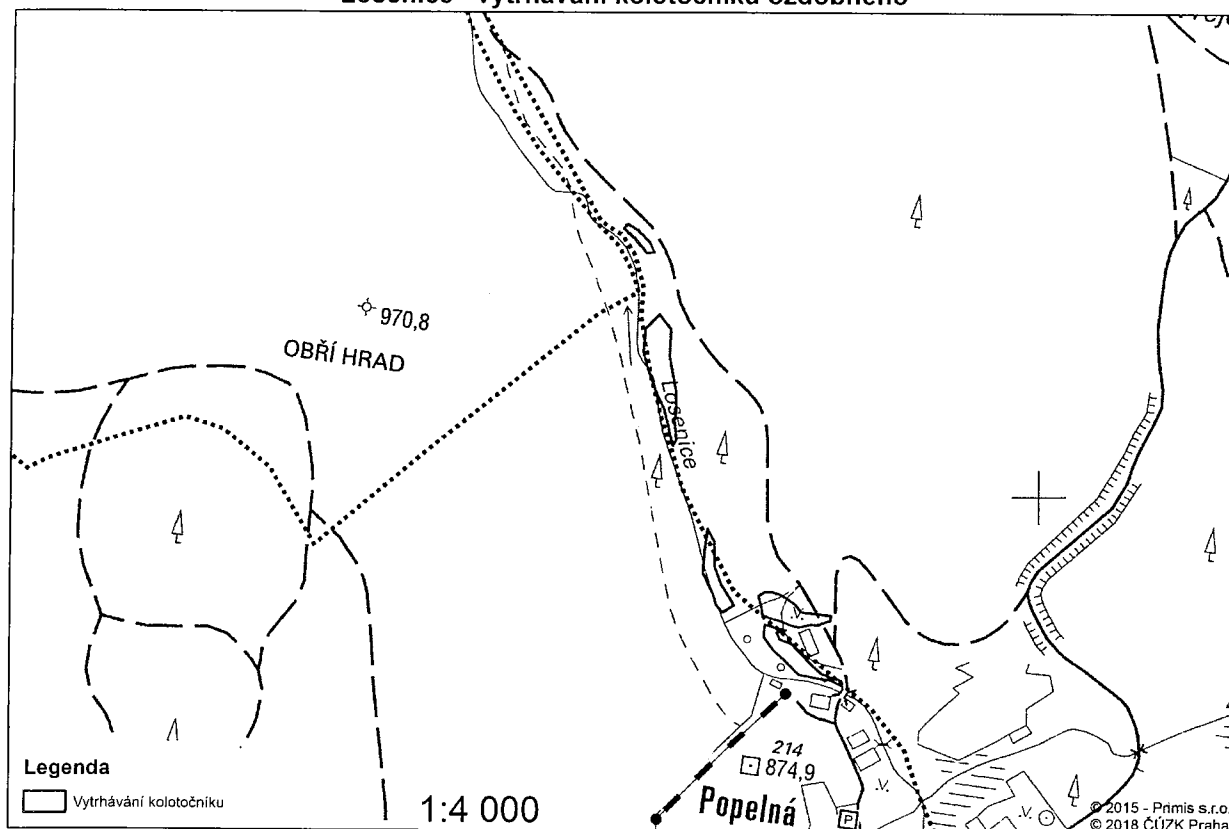 970,8
OBŘÍ HRAD
Losenice
214
874,9
Popelná
P
Legenda
Vytrhávání kolotočníku
1:4 000
© 2015 - Primis s.r.o.
© 2018 ČÚZK Praha